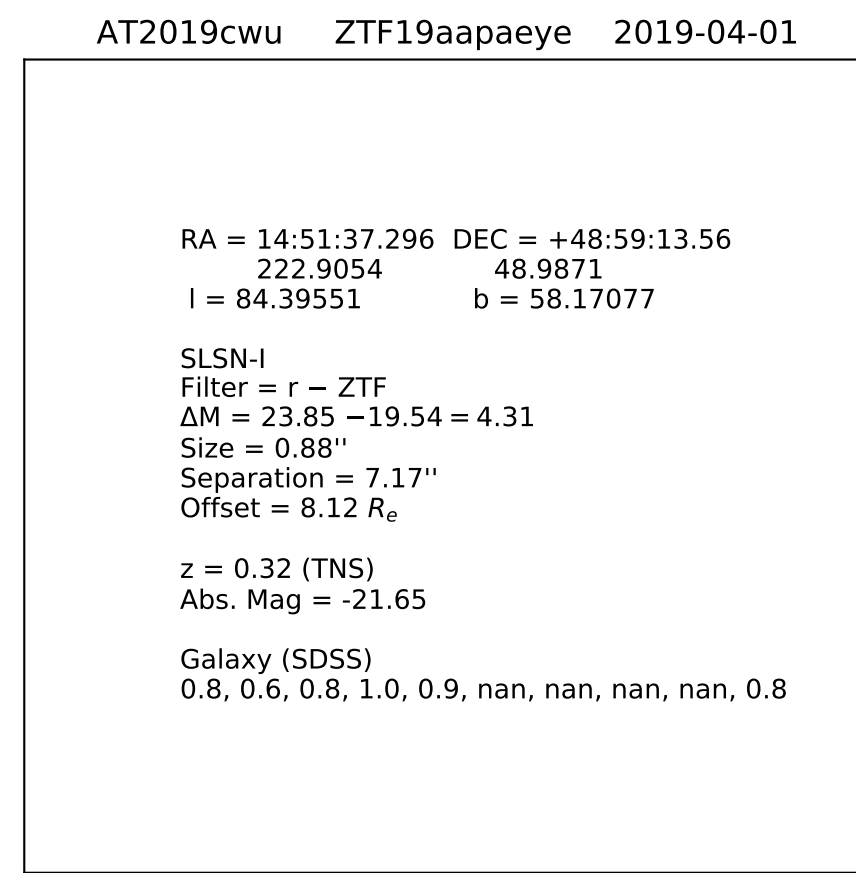 AT2019cwu ZTF19aapaeye 2019-04-01
RA = 14:51:37.296 DEC = +48:59:13.56
222.9054 48.9871
l = 84.39551 b = 58.17077
SLSN-I
Filter = r − ZTF
ΔM = 23.85 −19.54 = 4.31
Size = 0.88''
Separation = 7.17''
Offset = 8.12 Rₑ
z = 0.32 (TNS)
Abs. Mag = -21.65
Galaxy (SDSS)
0.8, 0.6, 0.8, 1.0, 0.9, nan, nan, nan, nan, 0.8